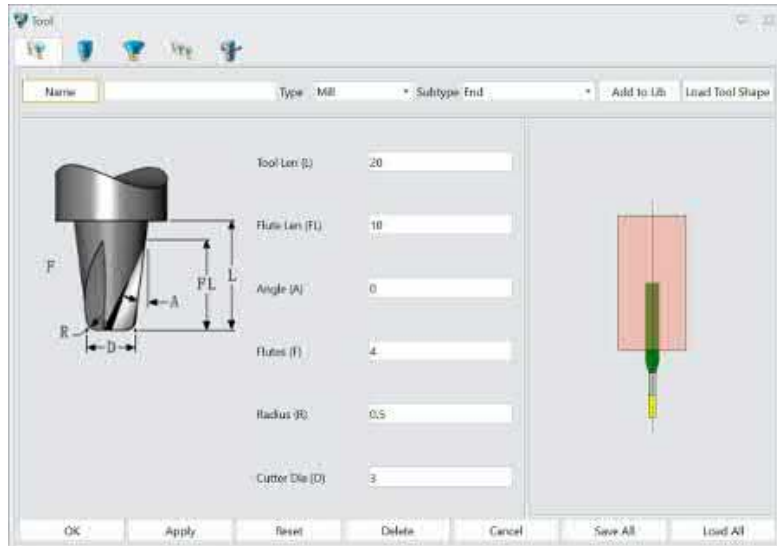 Tool
Name Type Mill Subtype End Add to Lib Load Tool Shape
Tool Len (L) 20
Flute Len (FL) 10
Angle (A) 0
Flutes (F) 4
Radius (R) 0.5
Cutter Dia (D) 3
F
FL
L
A
R
D
OK Apply Reset Delete Cancel Save All Load All